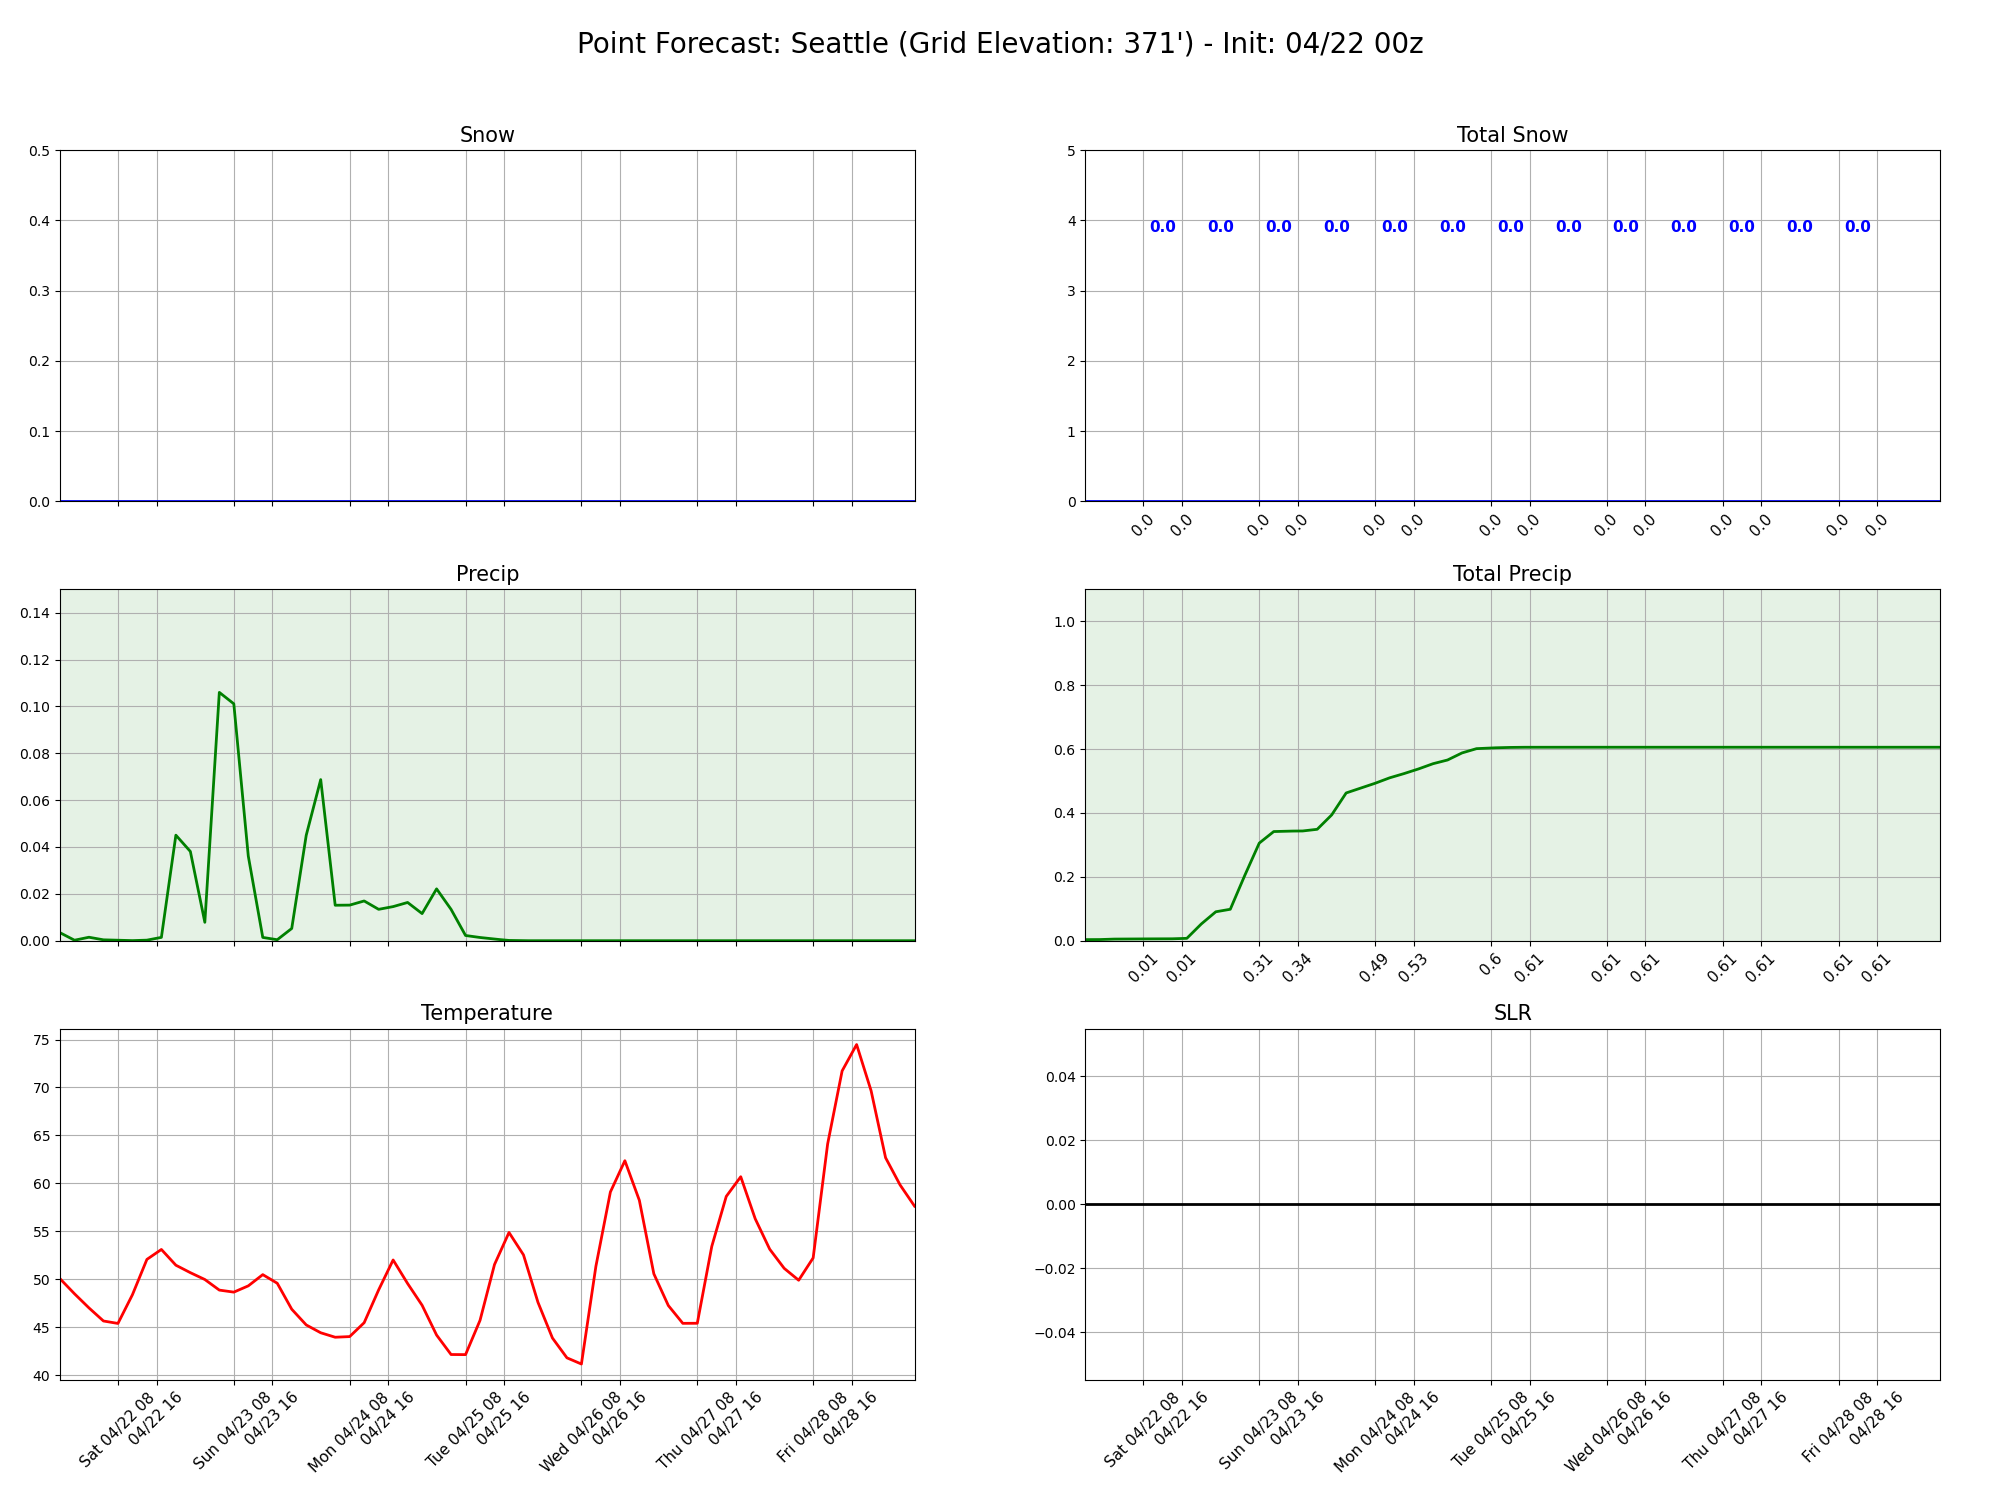 Point Forecast: Seattle (Grid Elevation: 371') - Init: 04/22 00z
Snow
0.5
0.4
0.3
0.2
0.1
0.0
Total Snow
5
4
3
2
1
0
0.0 0.0 0.0 0.0 0.0 0.0 0.0 0.0 0.0 0.0 0.0 0.0 0.0
0.0 0.0 0.0 0.0 0.0 0.0 0.0 0.0 0.0 0.0 0.0 0.0 0.0 0.0
Precip
0.14
0.12
0.10
0.08
0.06
0.04
0.02
0.00
Total Precip
1.0
0.8
0.6
0.4
0.2
0.0
0.01 0.01 0.31 0.34 0.49 0.53 0.6 0.61 0.61 0.61 0.61 0.61 0.61 0.61
Temperature
75
70
65
60
55
50
45
40
Sat 04/22 08
04/22 16
Sun 04/23 08
04/23 16
Mon 04/24 08
04/24 16
Tue 04/25 08
04/25 16
Wed 04/26 08
04/26 16
Thu 04/27 08
04/27 16
Fri 04/28 08
04/28 16
SLR
0.04
0.02
0.00
−0.02
−0.04
Sat 04/22 08
04/22 16
Sun 04/23 08
04/23 16
Mon 04/24 08
04/24 16
Tue 04/25 08
04/25 16
Wed 04/26 08
04/26 16
Thu 04/27 08
04/27 16
Fri 04/28 08
04/28 16